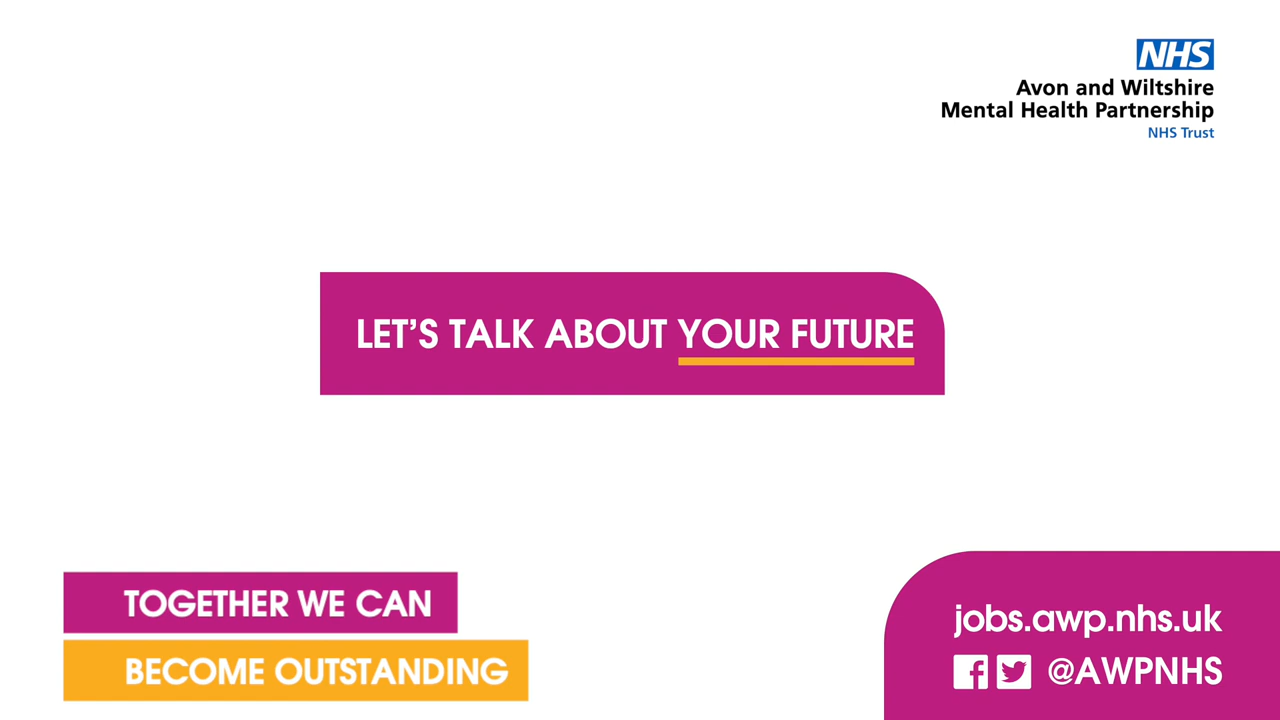 NHS
Avon and Wiltshire
Mental Health Partnership
NHS Trust
LET’S TALK ABOUT YOUR FUTURE
TOGETHER WE CAN
BECOME OUTSTANDING
jobs.awp.nhs.uk
@AWPNHS